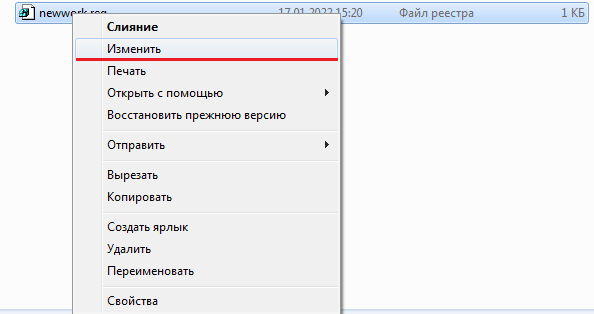 newwork.reg 17.01.2022 15:20 Файл реестра 1 КБ
Слияние
Изменить
Печать
Открыть с помощью
Восстановить прежнюю версию
Отправить
Вырезать
Копировать
Создать ярлык
Удалить
Переименовать
Свойства